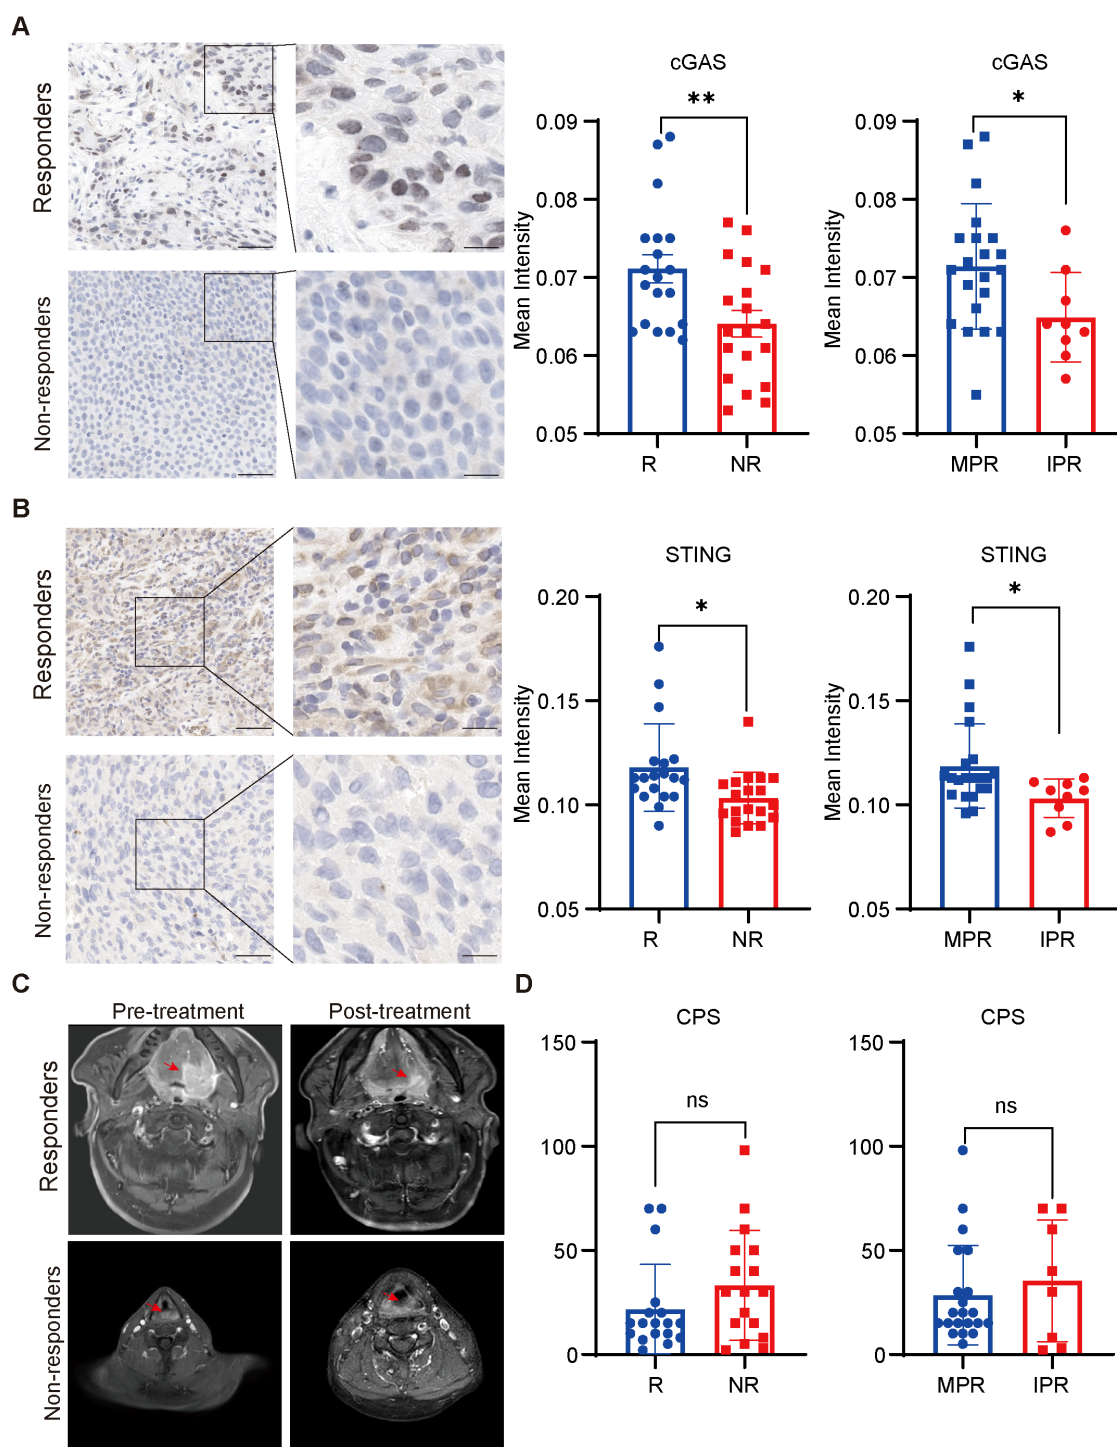 A
Responders
Non-responders
cGAS
**
Mean Intensity
0.09
0.08
0.07
0.06
0.05
R NR
cGAS
*
Mean Intensity
0.09
0.08
0.07
0.06
0.05
MPR IPR
B
Responders
Non-responders
STING
*
Mean Intensity
0.20
0.15
0.10
0.05
R NR
STING
*
Mean Intensity
0.20
0.15
0.10
0.05
MPR IPR
C
Pre-treatment Post-treatment
Responders
Non-responders
D
CPS
ns
150
100
50
0
R NR
CPS
ns
150
100
50
0
MPR IPR